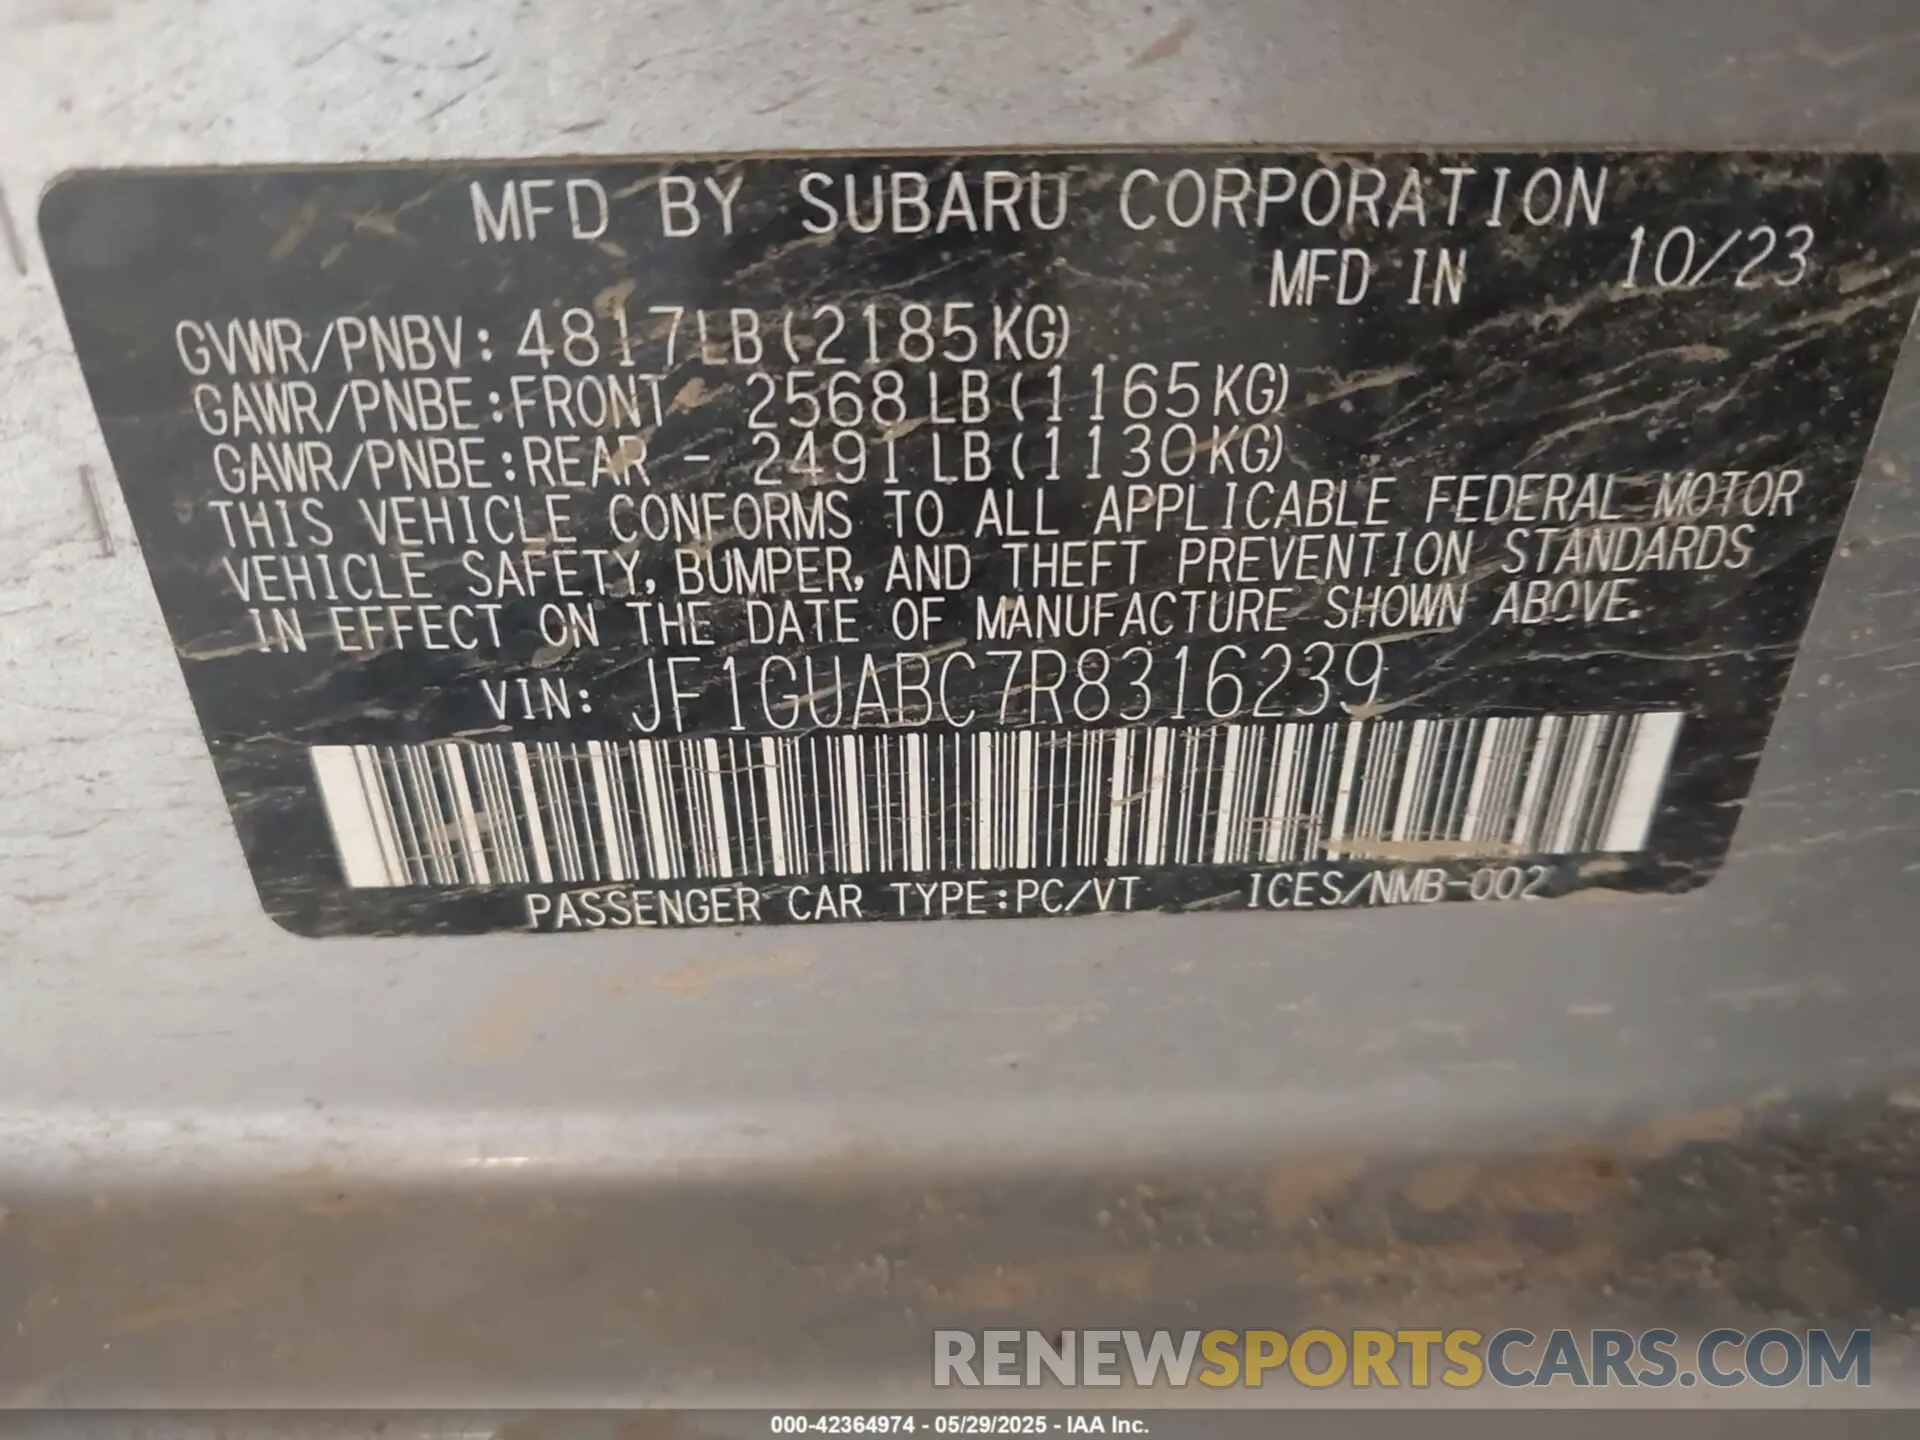 MFD BY SUBARU CORPORATION
MFD IN 10/23
GVWR/PNBV: 4817LB(2185KG)
GAWR/PNBE:FRONT - 2568LB(1165KG)
GAWR/PNBE:REAR - 2491LB(1130KG)
THIS VEHICLE CONFORMS TO ALL APPLICABLE FEDERAL MOTOR
VEHICLE SAFETY, BUMPER, AND THEFT PREVENTION STANDARDS
IN EFFECT ON THE DATE OF MANUFACTURE SHOWN ABOVE.
VIN: JF1GUABC7R8316239
PASSENGER CAR TYPE:PC/VT ICES/NMB-002
RENEWSPORTSCARS.COM
000-42364974 - 05/29/2025 - IAA Inc.